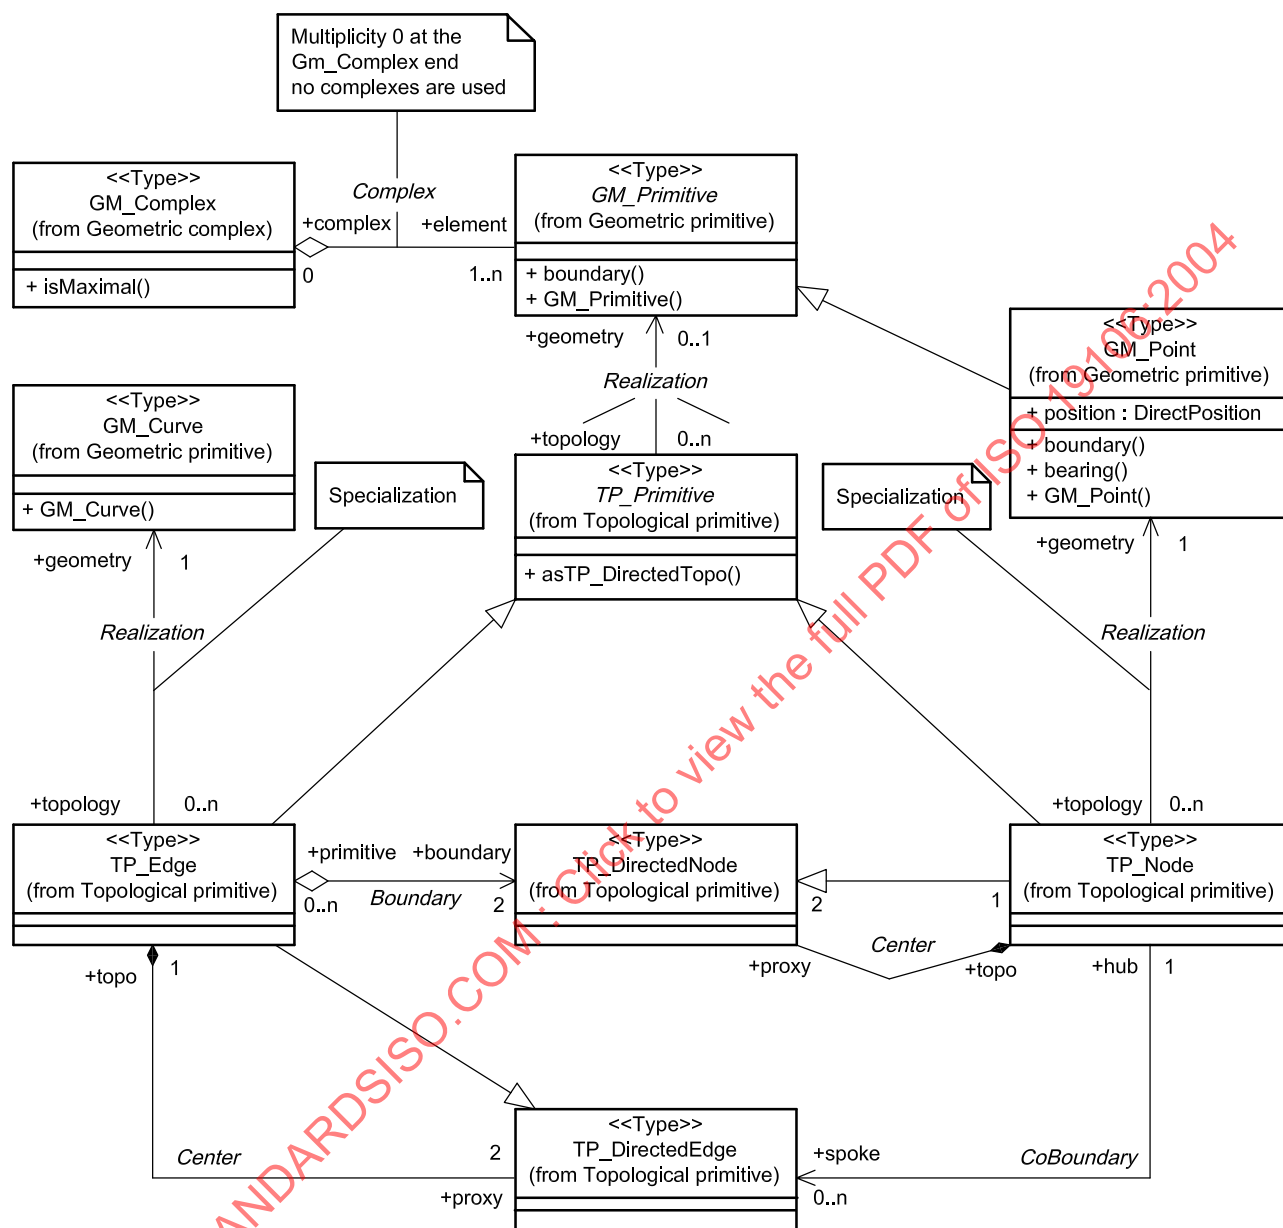 Multiplicity 0 at the
Gm_Complex end
no complexes are used
<<Type>>
GM_Complex
(from Geometric complex)
+ isMaximal()
+complex
0
Complex
+element
1..n
<<Type>>
GM_Primitive
(from Geometric primitive)
+ boundary()
+ GM_Primitive()
+geometry
0..1
Realization
+topology
0..n
<<Type>>
GM_Point
(from Geometric primitive)
+ position : DirectPosition
+ boundary()
+ bearing()
+ GM_Point()
+geometry
1
<<Type>>
GM_Curve
(from Geometric primitive)
+ GM_Curve()
+geometry
1
Specialization
<<Type>>
TP_Primitive
(from Topological primitive)
+ asTP_DirectedTopo()
Specialization
Realization
Realization
+topology
0..n
+topology
0..n
<<Type>>
TP_Edge
(from Topological primitive)
+primitive
+boundary
0..n
Boundary
2
<<Type>>
TP_DirectedNode
(from Topological primitive)
2
1
<<Type>>
TP_Node
(from Topological primitive)
+topo
1
+proxy
Center
+topo
+hub
1
Center
2
+proxy
<<Type>>
TP_DirectedEdge
(from Topological primitive)
+spoke
0..n
CoBoundary
ANDARDSISO.COM : Click to view the full PDF of ISO 19106:2004